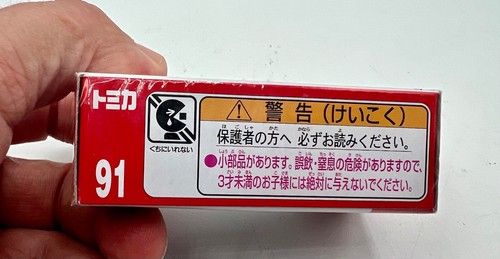 トミカ
くちにいれない
91
警告(けいこく)
保護者の方へ 必ずお読みください。
●小部品があります。誤飲・窒息の危険がありますので、
3才未満のお子様には絶対に与えないでください。